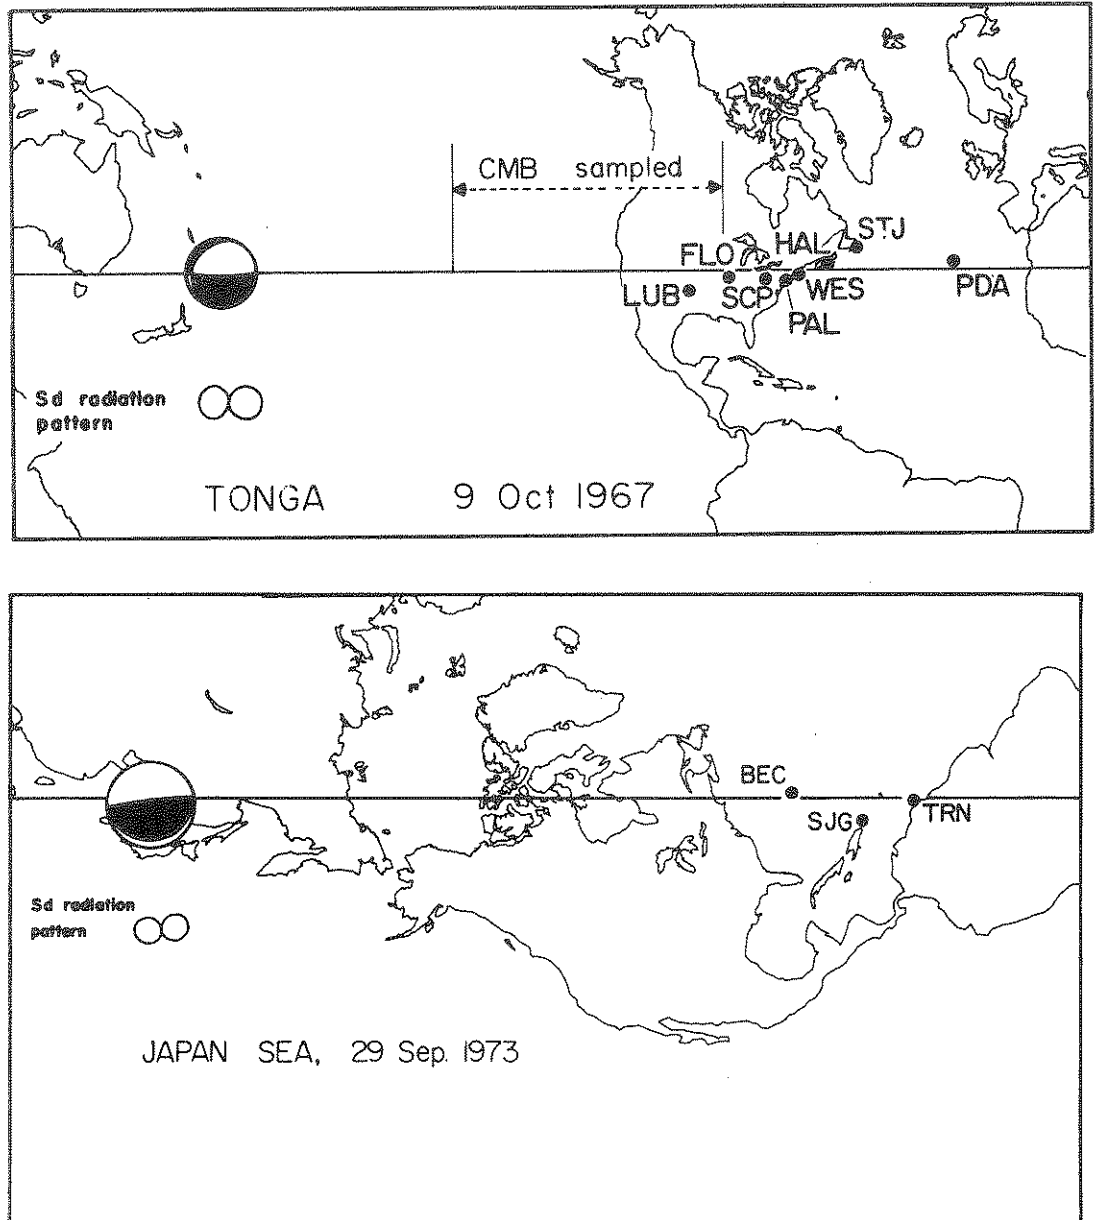 CMB sampled
STJ
HAL
FLO
PDA
LUB
SCP
WES
PAL
Sd radiation
pattern
TONGA 9 Oct 1967
BEC
SJG
TRN
Sd radiation
pattern
JAPAN SEA, 29 Sep. 1973